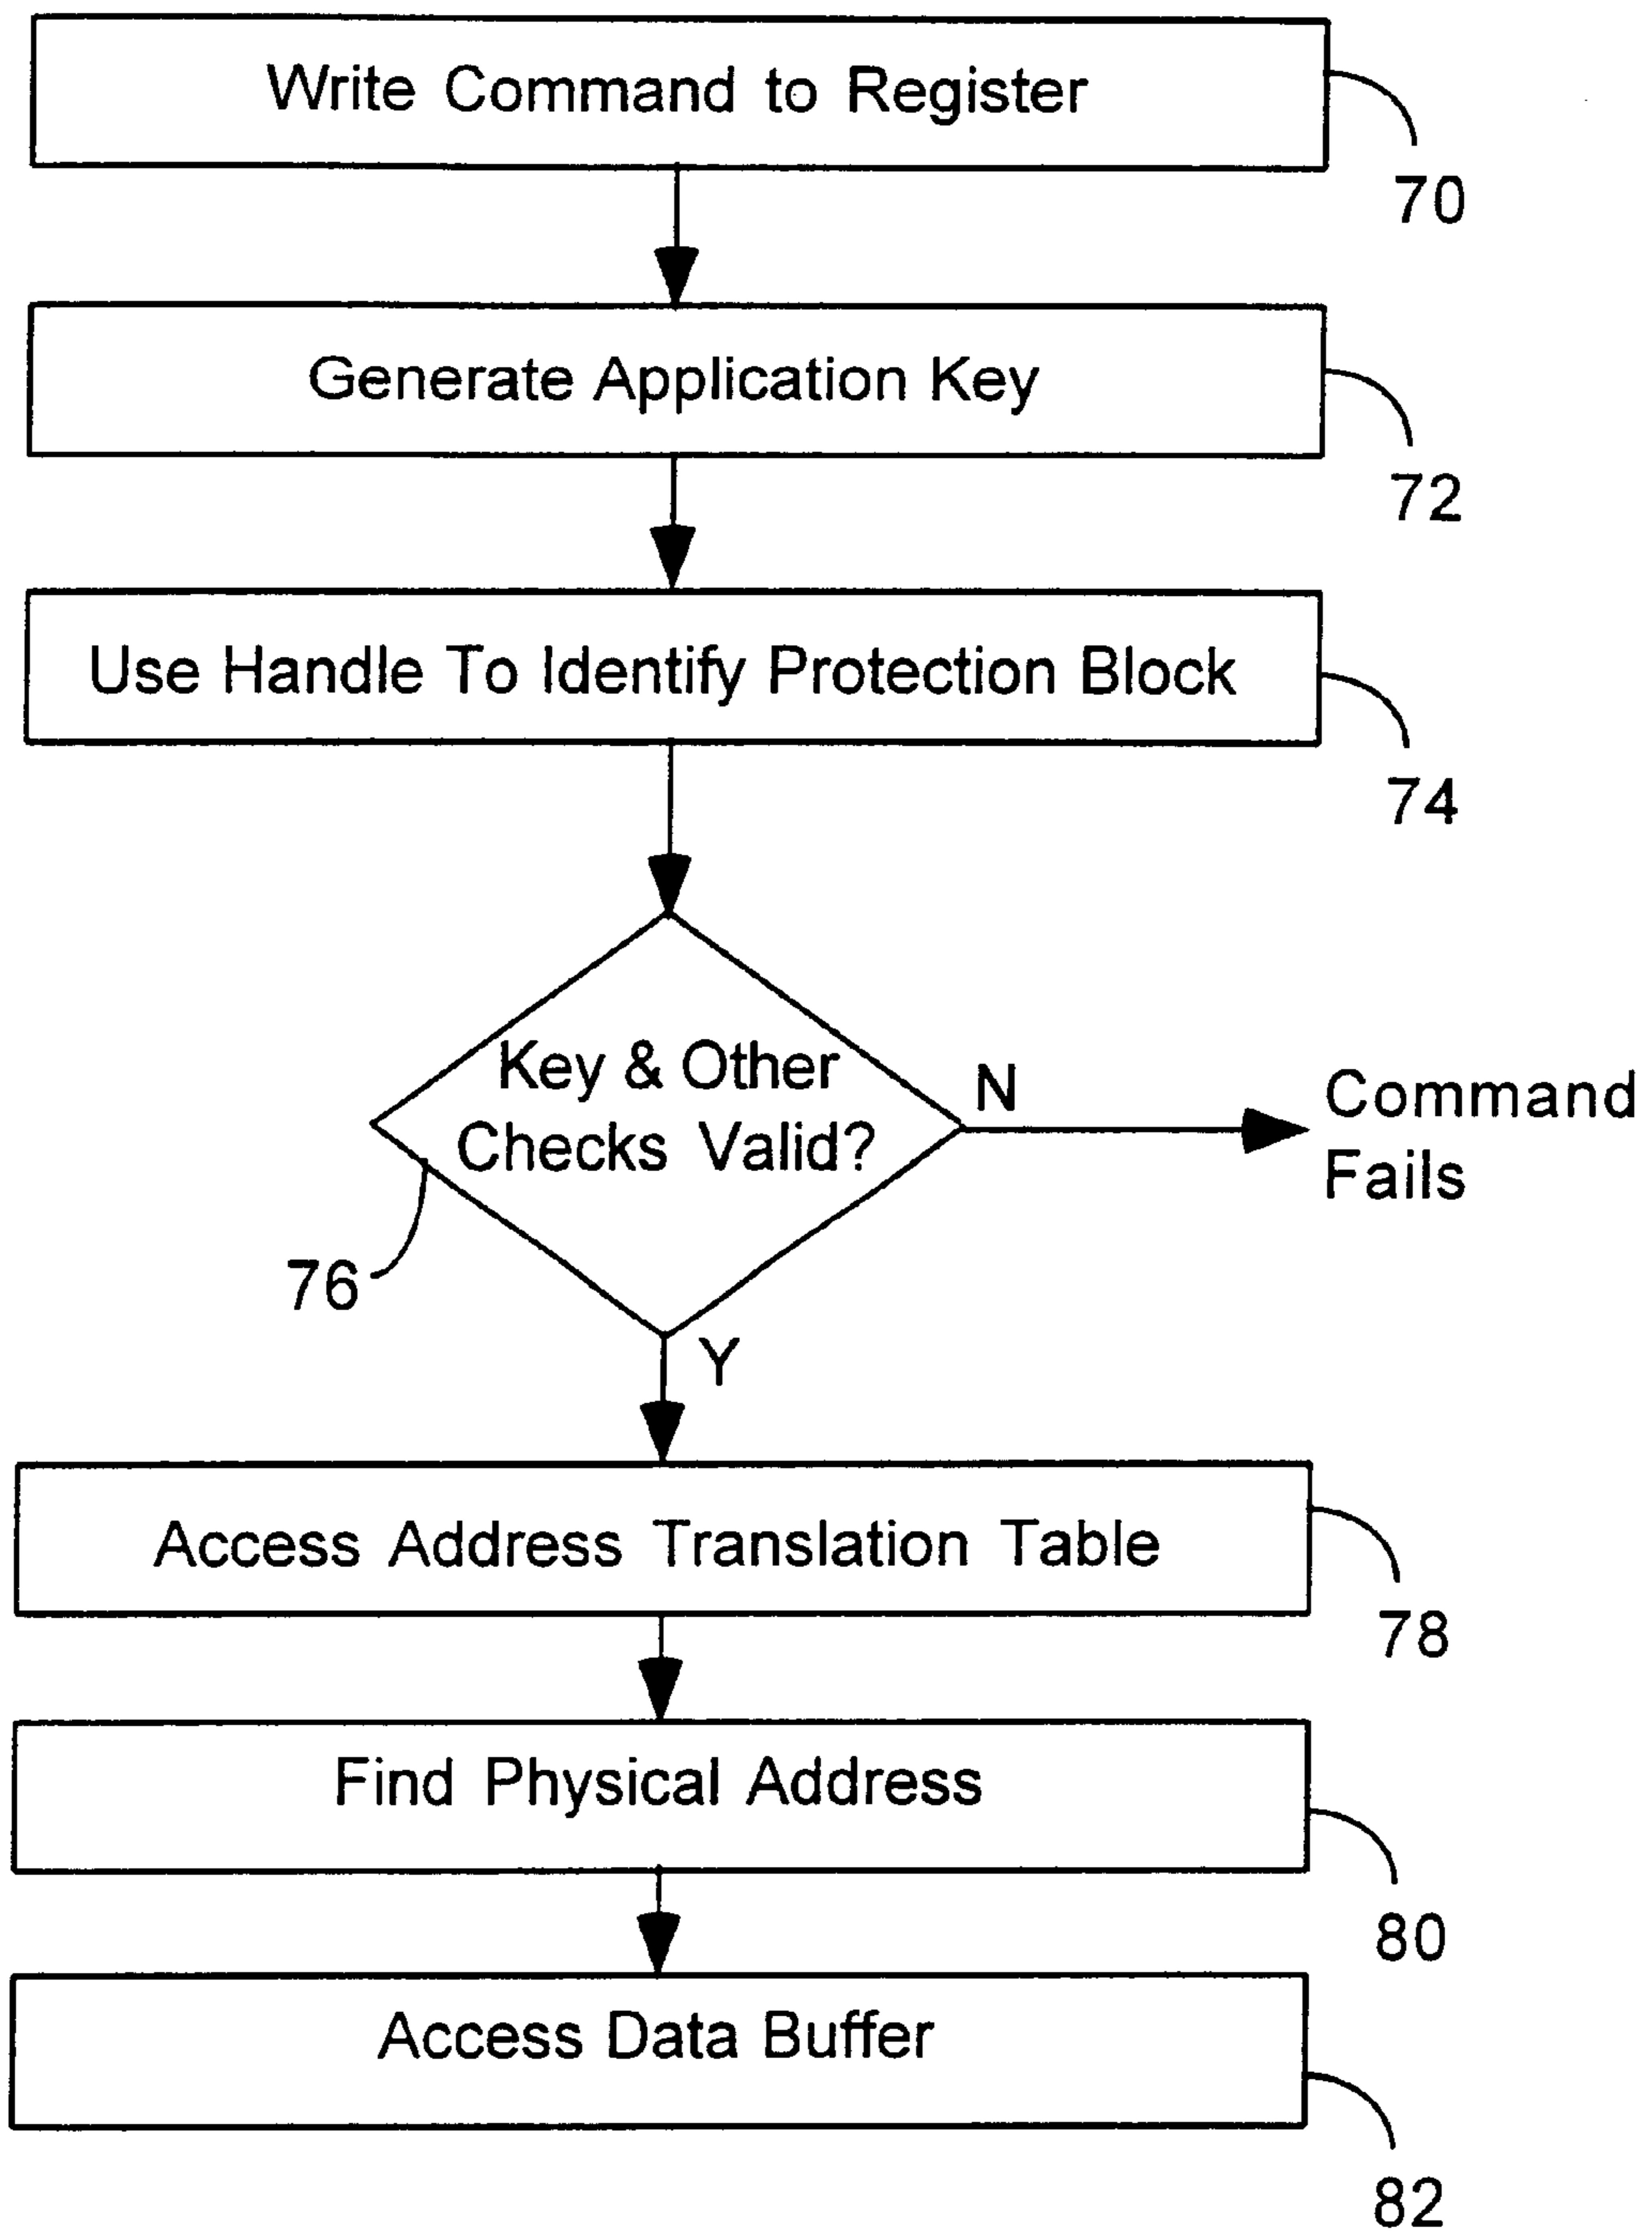 Write Command to Register
70
Generate Application Key
72
Use Handle To Identify Protection Block
74
Key & Other
Checks Valid?
N
Command
Fails
76
Y
Access Address Translation Table
78
Find Physical Address
80
Access Data Buffer
82